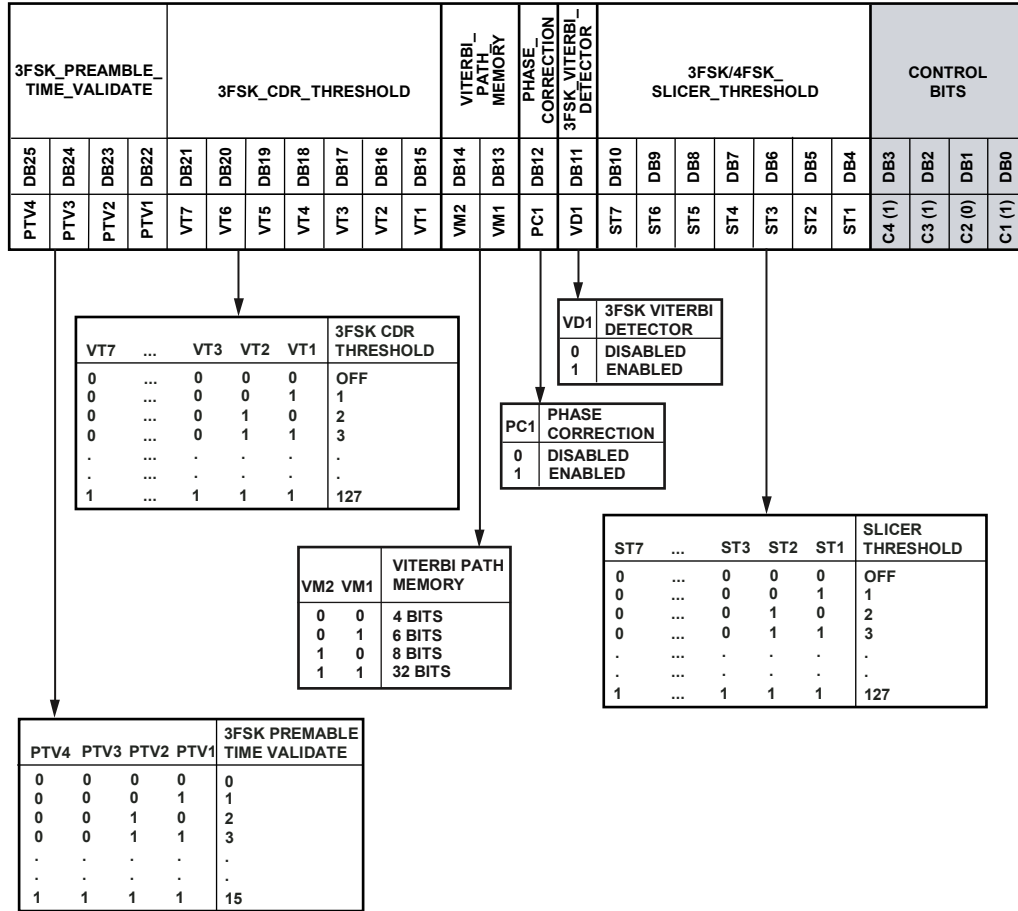 3FSK_PREAMBLE_
TIME_VALIDATE
3FSK_CDR_THRESHOLD
VITERBI_
PATH_
MEMORY
PHASE_
CORRECTION
3FSK_VITERBI_
DETECTOR
3FSK/4FSK_
SLICER_THRESHOLD
CONTROL
BITS
DB25 DB24 DB23 DB22 DB21 DB20 DB19 DB18 DB17 DB16 DB15 DB14 DB13 DB12 DB11 DB10 DB9 DB8 DB7 DB6 DB5 DB4 DB3 DB2 DB1 DB0
PTV4 PTV3 PTV2 PTV1 VT7 VT6 VT5 VT4 VT3 VT2 VT1 VM2 VM1 PC1 VD1 ST7 ST6 ST5 ST4 ST3 ST2 ST1 C4 (1) C3 (1) C2 (0) C1 (1)
VD1 3FSK VITERBI
DETECTOR
0 DISABLED
1 ENABLED
VT7 ... VT3 VT2 VT1 3FSK CDR
THRESHOLD
0 ... 0 0 0 OFF
0 ... 0 0 1 1
0 ... 0 1 0 2
0 ... 0 1 1 3
. ... . . . .
. ... . . . .
1 ... 1 1 1 127
PC1 PHASE
CORRECTION
0 DISABLED
1 ENABLED
ST7 ... ST3 ST2 ST1 SLICER
THRESHOLD
0 ... 0 0 0 OFF
0 ... 0 0 1 1
0 ... 0 1 0 2
0 ... 0 1 1 3
. ... . . . .
. ... . . . .
1 ... 1 1 1 127
VM2 VM1 VITERBI PATH
MEMORY
0 0 4 BITS
0 1 6 BITS
1 0 8 BITS
1 1 32 BITS
PTV4 PTV3 PTV2 PTV1 3FSK PREMABLE
TIME VALIDATE
0 0 0 0 0
0 0 0 1 1
0 0 1 0 2
0 0 1 1 3
. . . . .
. . . . .
1 1 1 1 15